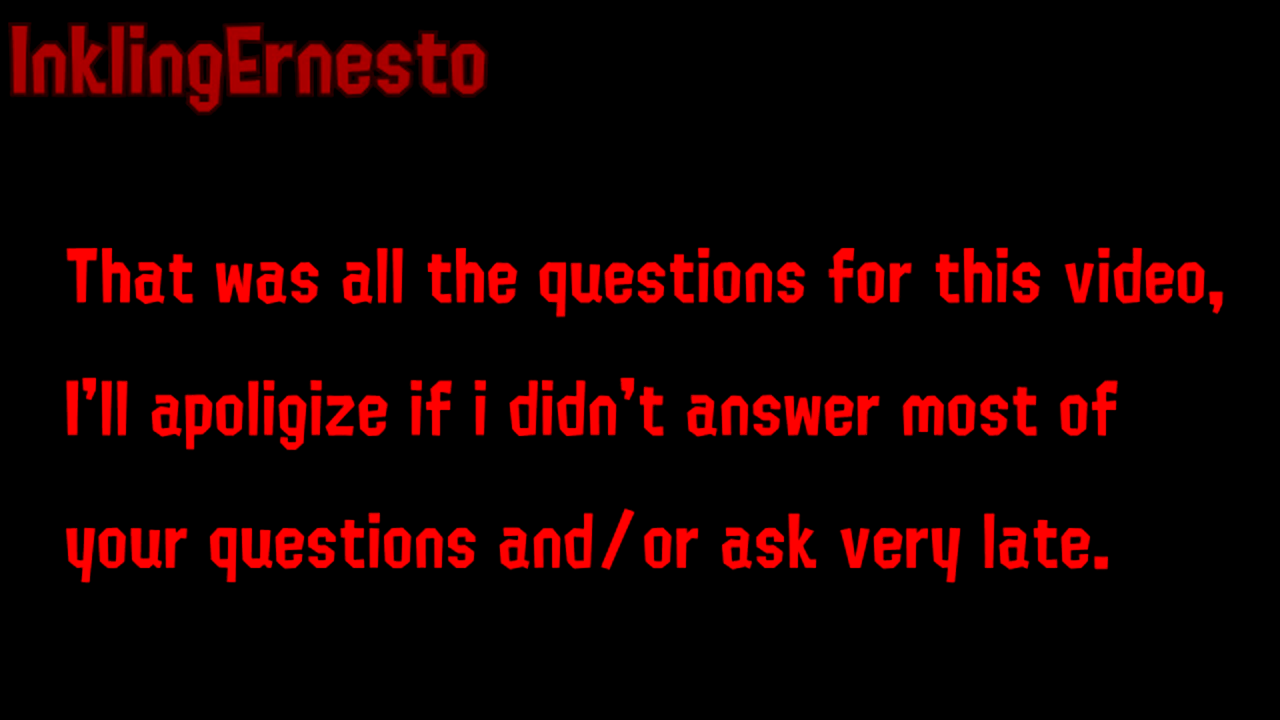 InklingErnesto
That was all the questions for this video,
I'll apoligize if i didn't answer most of
your questions and/or ask very late.